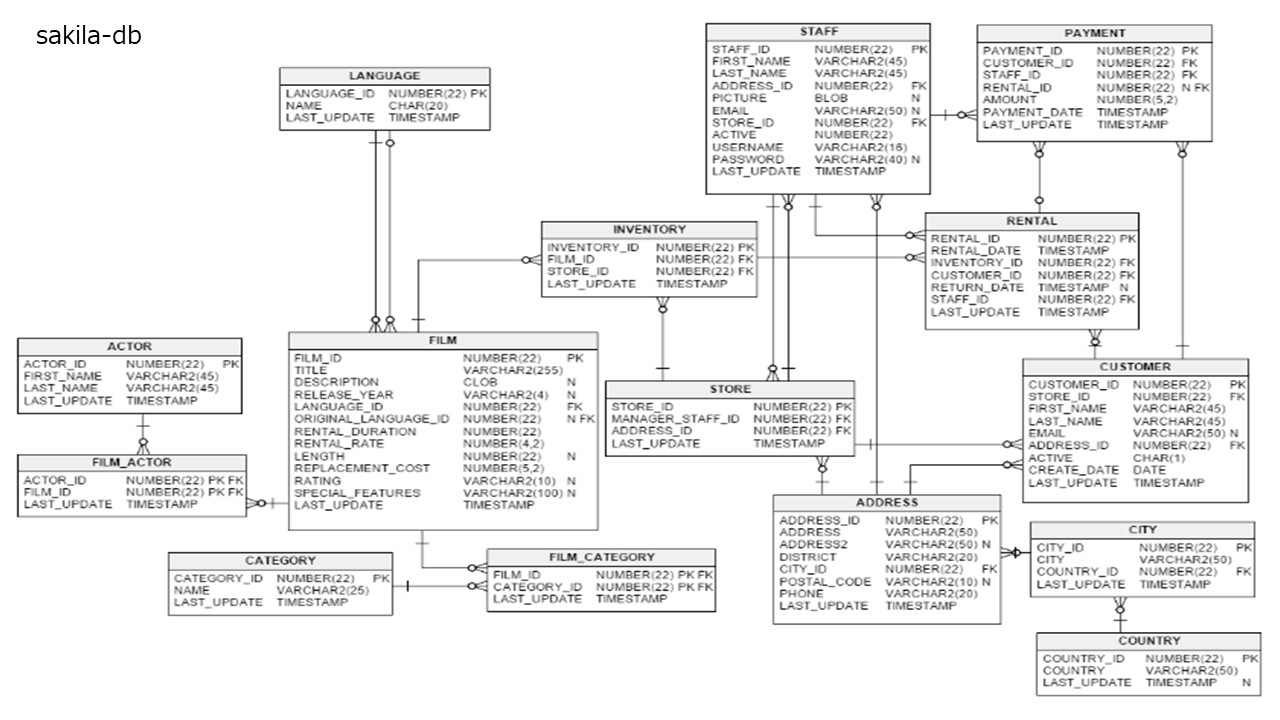 sakila-db
STAFF
STAFF_ID NUMBER(22) PK
FIRST_NAME VARCHAR2(45)
LAST_NAME VARCHAR2(45)
ADDRESS_ID NUMBER(22) FK
PICTURE BLOB N
EMAIL VARCHAR2(50) N
STORE_ID NUMBER(22) FK
ACTIVE NUMBER(22)
USERNAME VARCHAR2(16)
PASSWORD VARCHAR2(40) N
LAST_UPDATE TIMESTAMP
PAYMENT
PAYMENT_ID NUMBER(22) PK
CUSTOMER_ID NUMBER(22) FK
STAFF_ID NUMBER(22) FK
RENTAL_ID NUMBER(22) N FK
AMOUNT NUMBER(5,2)
PAYMENT_DATE TIMESTAMP
LAST_UPDATE TIMESTAMP
LANGUAGE
LANGUAGE_ID NUMBER(22) PK
NAME CHAR(20)
LAST_UPDATE TIMESTAMP
INVENTORY
INVENTORY_ID NUMBER(22) PK
FILM_ID NUMBER(22) FK
STORE_ID NUMBER(22) FK
LAST_UPDATE TIMESTAMP
RENTAL
RENTAL_ID NUMBER(22) PK
RENTAL_DATE TIMESTAMP
INVENTORY_ID NUMBER(22) FK
CUSTOMER_ID NUMBER(22) FK
RETURN_DATE TIMESTAMP N
STAFF_ID NUMBER(22) FK
LAST_UPDATE TIMESTAMP
ACTOR
ACTOR_ID NUMBER(22) PK
FIRST_NAME VARCHAR2(45)
LAST_NAME VARCHAR2(45)
LAST_UPDATE TIMESTAMP
FILM
FILM_ID NUMBER(22) PK
TITLE VARCHAR2(255)
DESCRIPTION CLOB N
RELEASE_YEAR VARCHAR2(4) N
LANGUAGE_ID NUMBER(22) FK
ORIGINAL_LANGUAGE_ID NUMBER(22) N FK
RENTAL_DURATION NUMBER(22)
RENTAL_RATE NUMBER(4,2)
LENGTH NUMBER(22) N
REPLACEMENT_COST NUMBER(5,2)
RATING VARCHAR2(10) N
SPECIAL_FEATURES VARCHAR2(100) N
LAST_UPDATE TIMESTAMP
STORE
STORE_ID NUMBER(22) PK
MANAGER_STAFF_ID NUMBER(22) FK
ADDRESS_ID NUMBER(22) FK
LAST_UPDATE TIMESTAMP
CUSTOMER
CUSTOMER_ID NUMBER(22) PK
STORE_ID NUMBER(22) FK
FIRST_NAME VARCHAR2(45)
LAST_NAME VARCHAR2(45)
EMAIL VARCHAR2(50) N
ADDRESS_ID NUMBER(22) FK
ACTIVE CHAR(1)
CREATE_DATE DATE
LAST_UPDATE TIMESTAMP
FILM_ACTOR
ACTOR_ID NUMBER(22) PK FK
FILM_ID NUMBER(22) PK FK
LAST_UPDATE TIMESTAMP
ADDRESS
ADDRESS_ID NUMBER(22) PK
ADDRESS VARCHAR2(50)
ADDRESS2 VARCHAR2(50) N
DISTRICT VARCHAR2(20)
CITY_ID NUMBER(22) FK
POSTAL_CODE VARCHAR2(10) N
PHONE VARCHAR2(20)
LAST_UPDATE TIMESTAMP
CITY
CITY_ID NUMBER(22) PK
CITY VARCHAR2(50)
COUNTRY_ID NUMBER(22) FK
LAST_UPDATE TIMESTAMP
CATEGORY
CATEGORY_ID NUMBER(22) PK
NAME VARCHAR2(25)
LAST_UPDATE TIMESTAMP
FILM_CATEGORY
FILM_ID NUMBER(22) PK FK
CATEGORY_ID NUMBER(22) PK FK
LAST_UPDATE TIMESTAMP
COUNTRY
COUNTRY_ID NUMBER(22) PK
COUNTRY VARCHAR2(50)
LAST_UPDATE TIMESTAMP N